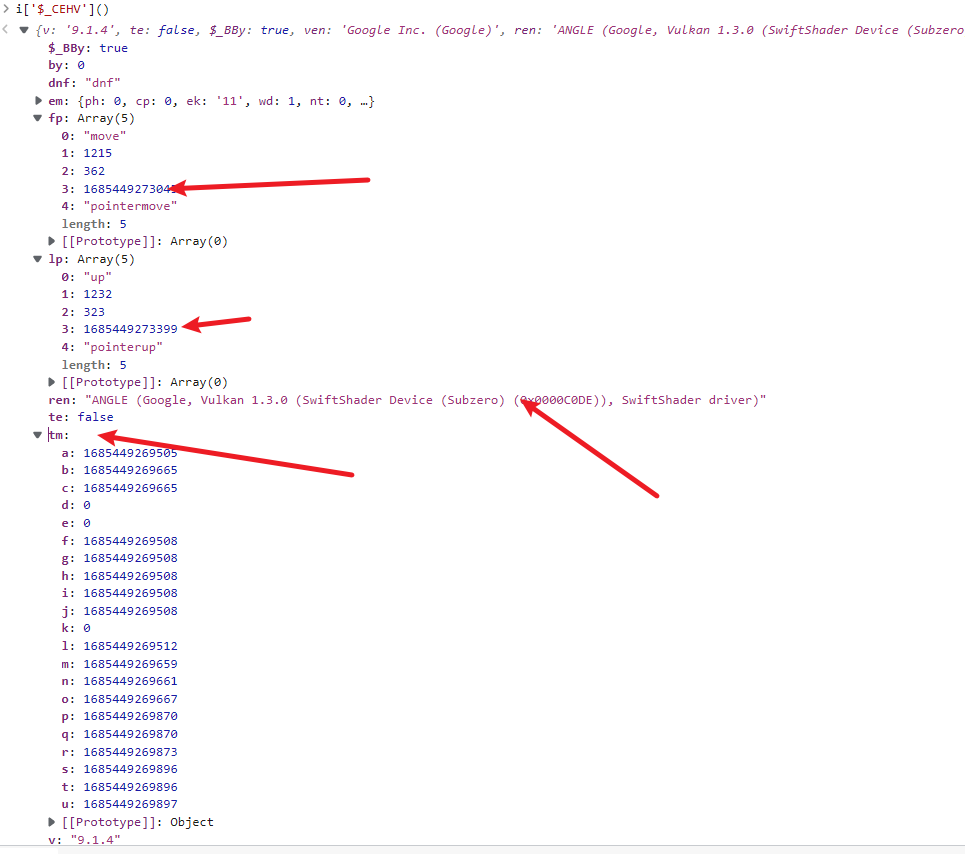 i['$_CEHV']()
{v: '9.1.4', te: false, $_BBy: true, ven: 'Google Inc. (Google)', ren: 'ANGLE (Google, Vulkan 1.3.0 (SwiftShader Device (Subzero
$_BBy: true
by: 0
dnf: "dnf"
em: {ph: 0, cp: 0, ek: '11', wd: 1, nt: 0, …}
fp: Array(5)
0: "move"
1: 1215
2: 362
3:
4: "pointermove"
length: 5
[[Prototype]]: Array(0)
lp: Array(5)
0: "up"
1: 1232
2: 323
3: 1685449273399
4: "pointerup"
length: 5
[[Prototype]]: Array(0)
ren: "ANGLE (Google, Vulkan 1.3.0 (SwiftShader Device (Subzero) (0x0000C0DE)), SwiftShader driver)"
te: false
tm:
a: 1685449269505
b: 1685449269665
c: 1685449269665
d: 0
e: 0
f: 1685449269508
g: 1685449269508
h: 1685449269508
i: 1685449269508
j: 1685449269508
k: 0
l: 1685449269512
m: 1685449269659
n: 1685449269661
o: 1685449269667
p: 1685449269870
q: 1685449269870
r: 1685449269873
s: 1685449269896
t: 1685449269896
u: 1685449269897
[[Prototype]]: Object
v: "9.1.4"